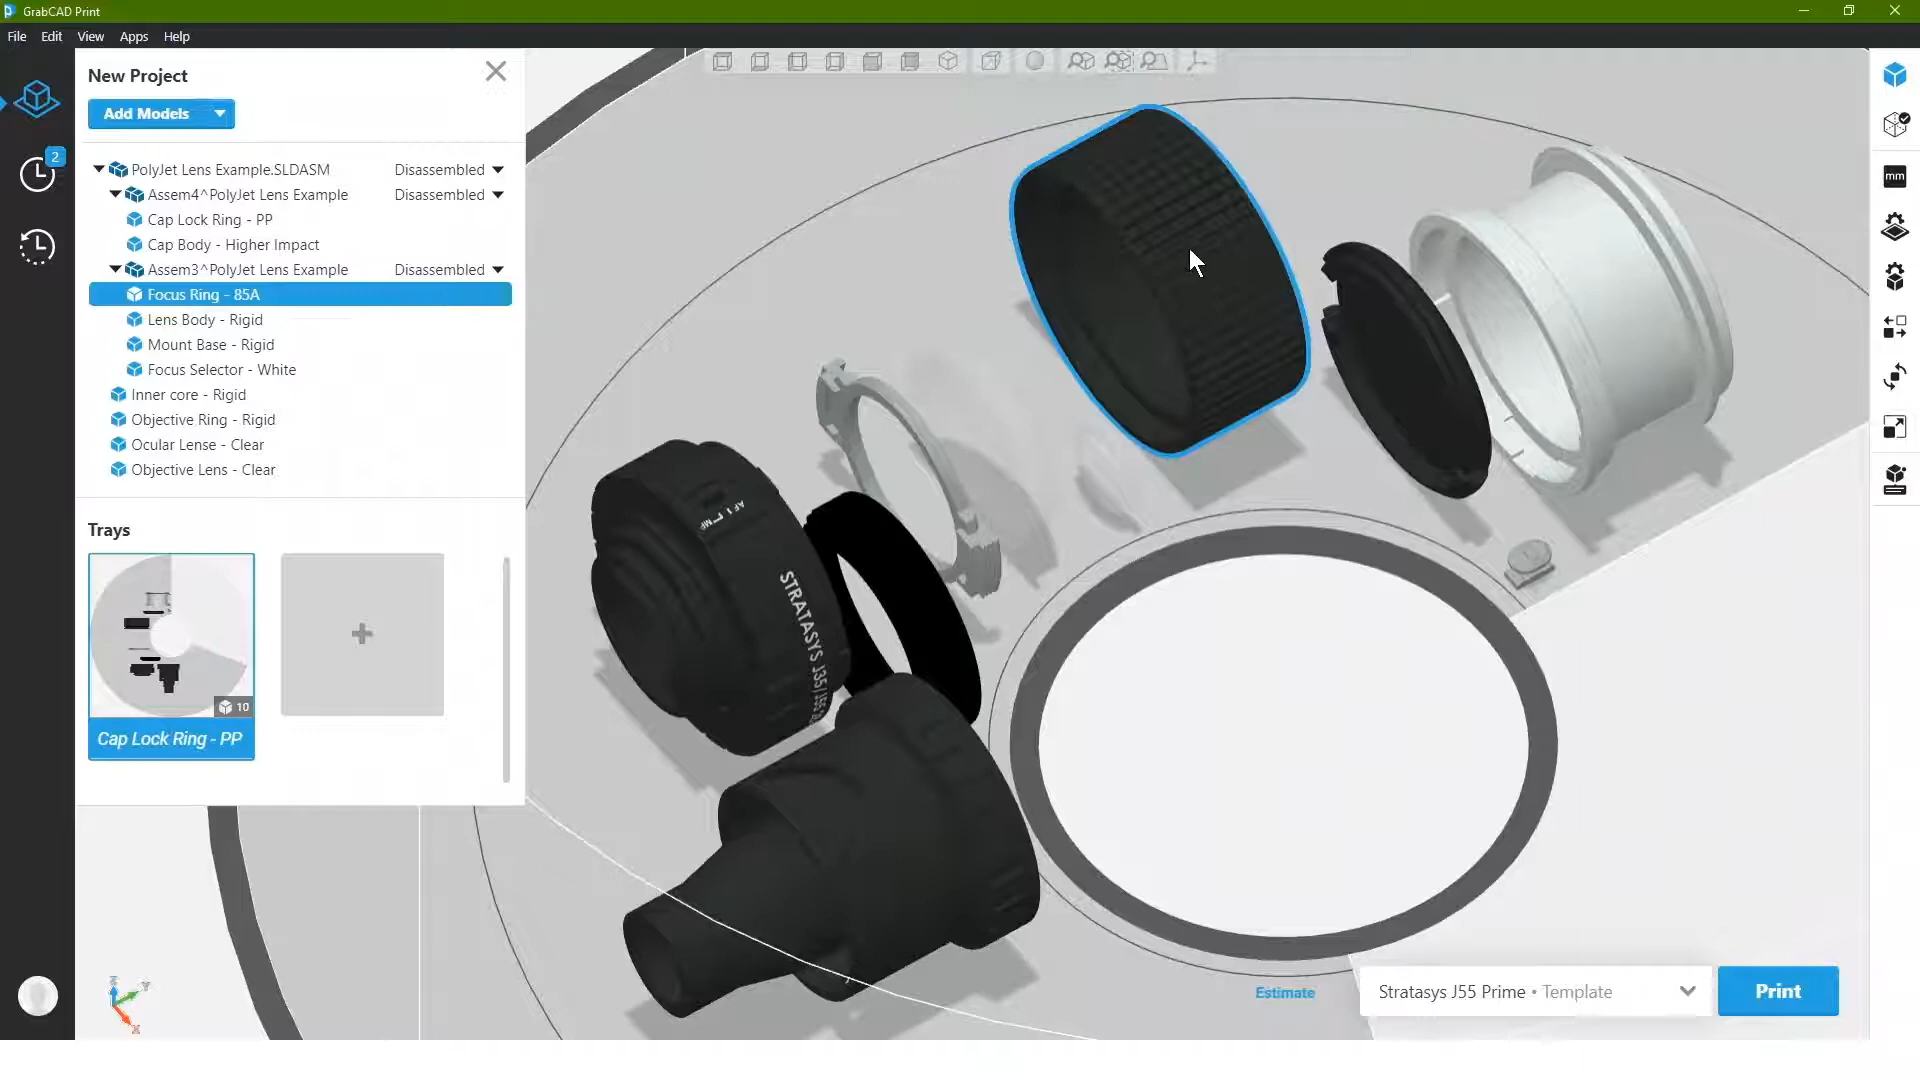 GrabCAD Print
File Edit View Apps Help
New Project
Add Models
2
PolyJet Lens Example.SLDASM Disassembled
Assem4^PolyJet Lens Example Disassembled
Cap Lock Ring - PP
Cap Body - Higher Impact
Assem3^PolyJet Lens Example Disassembled
Focus Ring - 85A
Lens Body - Rigid
Mount Base - Rigid
Focus Selector - White
Inner core - Rigid
Objective Ring - Rigid
Ocular Lense - Clear
Objective Lens - Clear
Trays
10
Cap Lock Ring - PP
mm
STRATASYS J35/J55
Z
Y
X
Estimate
Stratasys J55 Prime • Template
Print